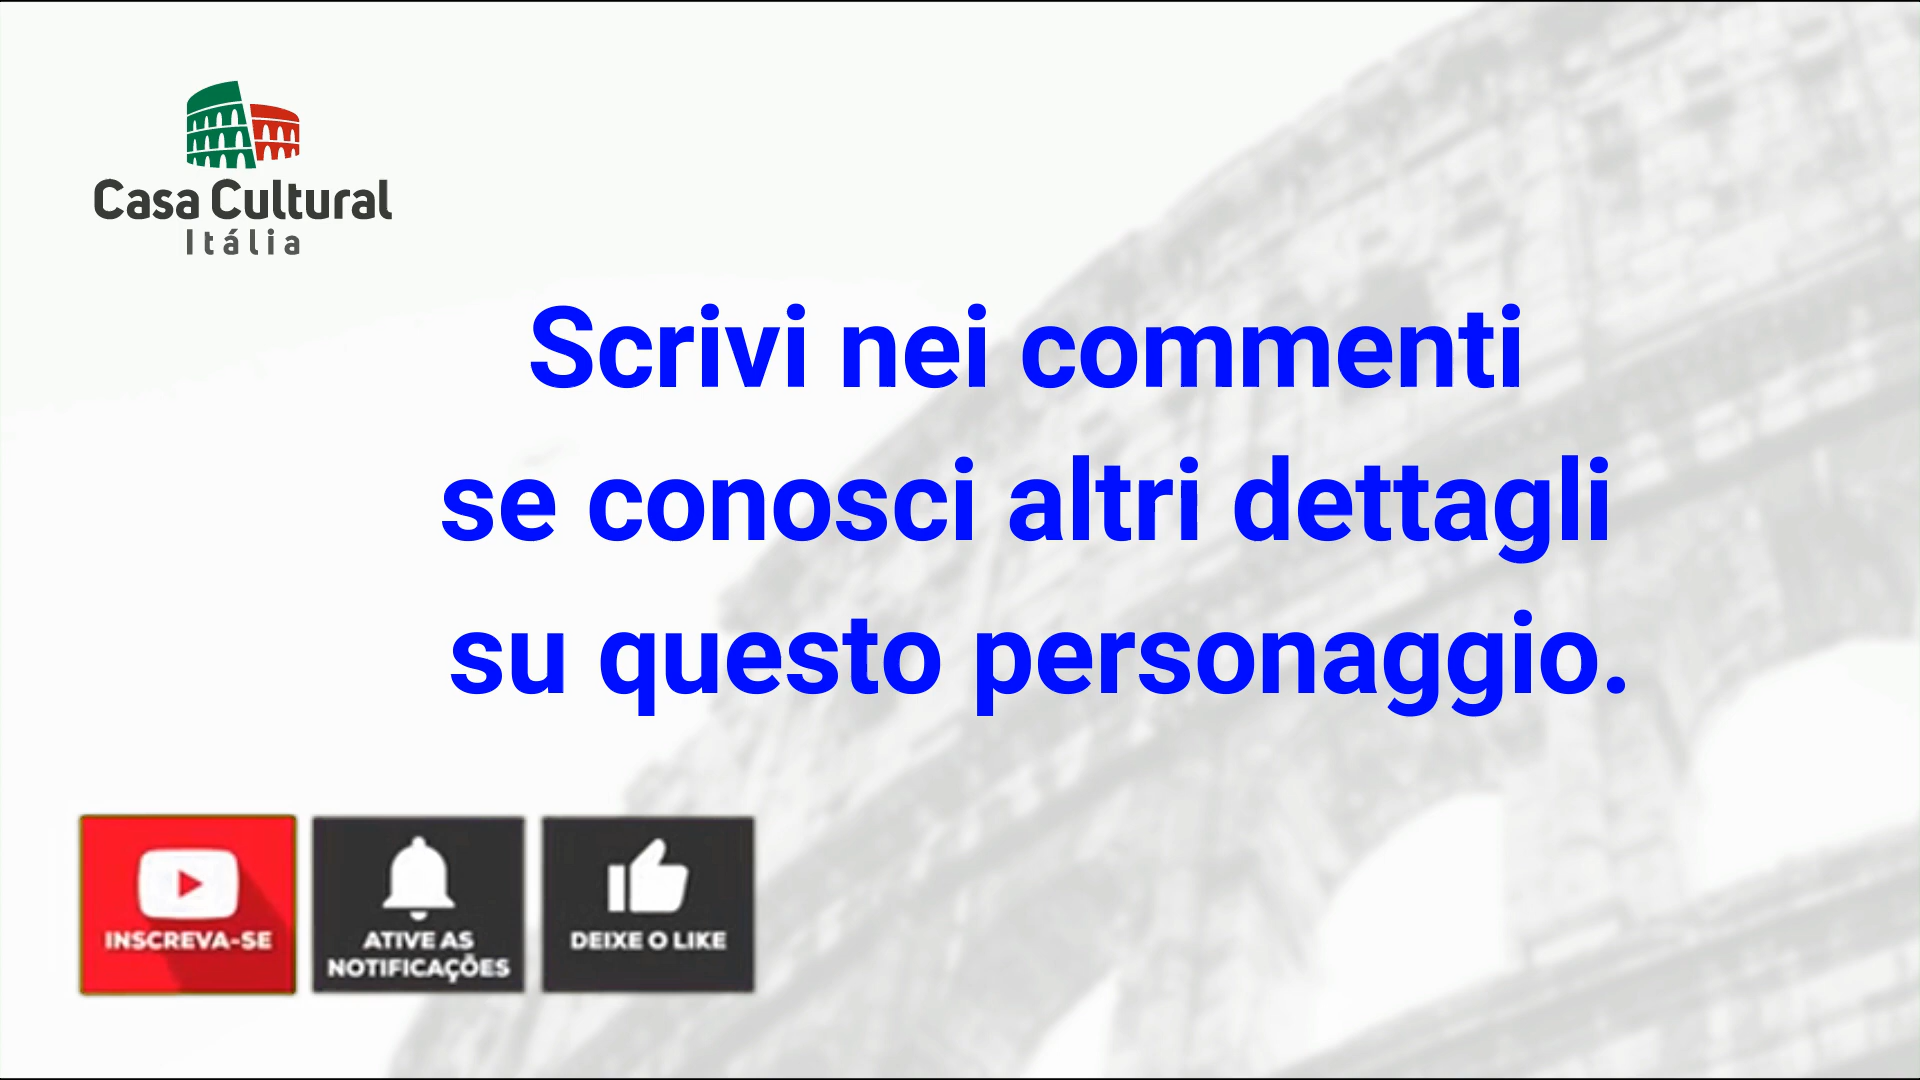 Casa Cultural
Itália
Scrivi nei commenti
se conosci altri dettagli
su questo personaggio.
INSCREVA-SE
ATIVE AS
NOTIFICAÇÕES
DEIXE O LIKE